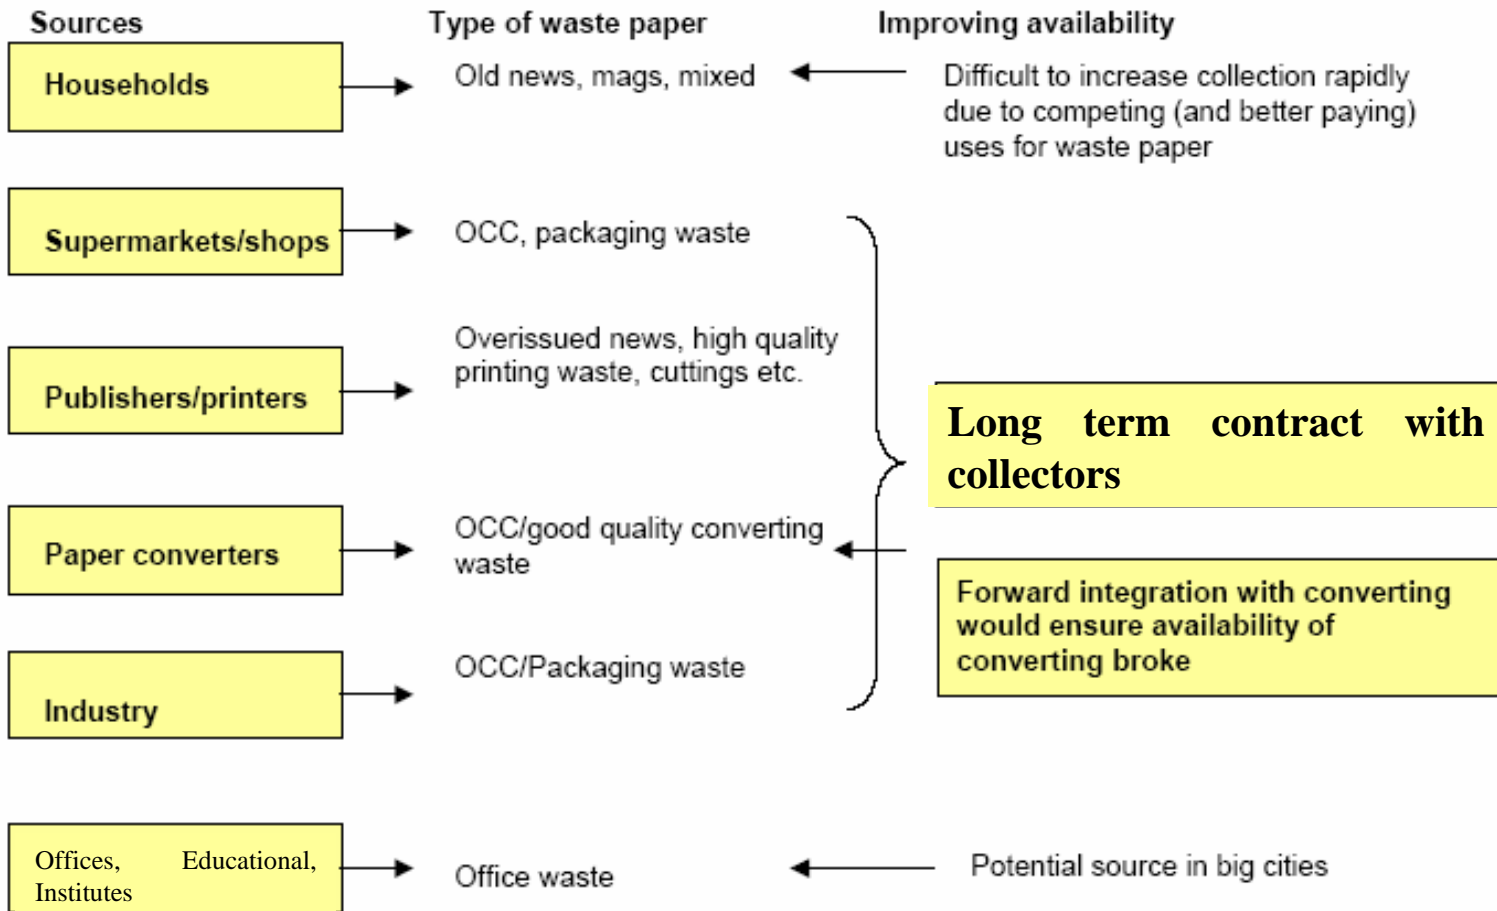 Sources Type of waste paper Improving availability
Households
Old news, mags, mixed
Difficult to increase collection rapidly
due to competing (and better paying)
uses for waste paper
Supermarkets/shops
OCC, packaging waste
Publishers/printers
Overissued news, high quality
printing waste, cuttings etc.
Long term contract with
collectors
Paper converters
OCC/good quality converting
waste
Forward integration with converting
would ensure availability of
converting broke
Industry
OCC/Packaging waste
Offices, Educational,
Institutes
Office waste
Potential source in big cities